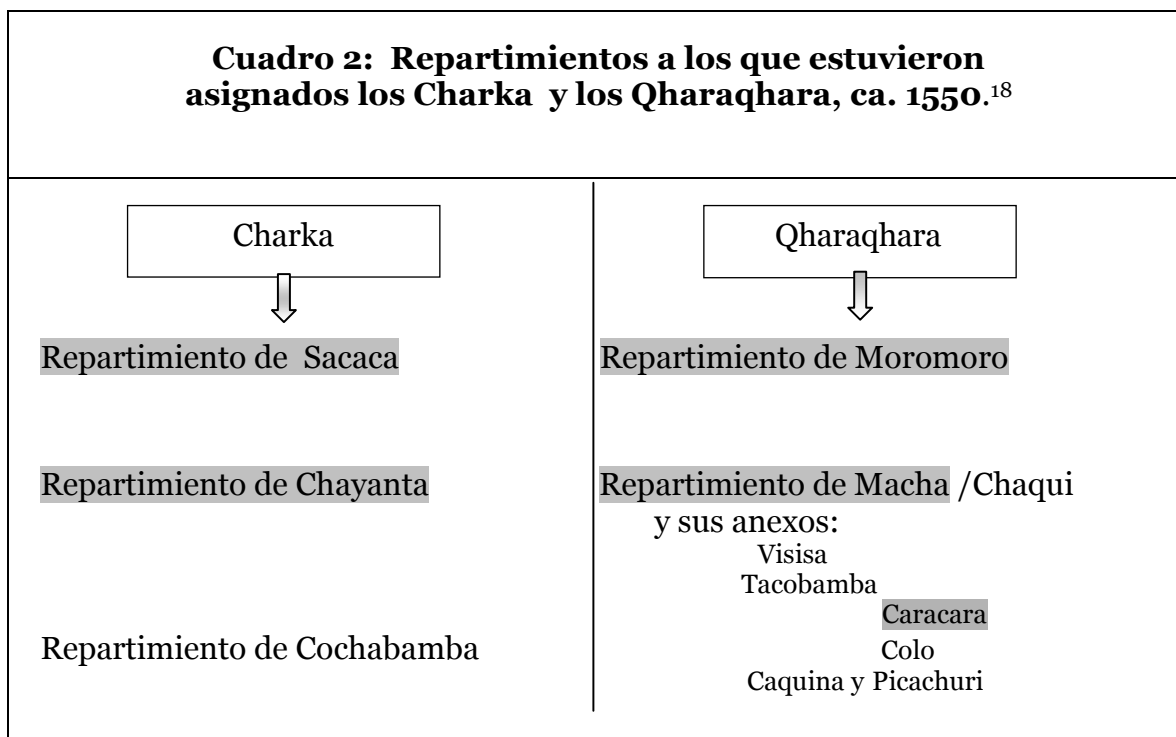 Cuadro 2: Repartimientos a los que estuvieron
asignados los Charka y los Qharaqhara, ca. 1550.18
Charka
Repartimiento de Sacaca
Repartimiento de Chayanta
Repartimiento de Cochabamba
Qharaqhara
Repartimiento de Moromoro
Repartimiento de Macha /Chaqui
y sus anexos:
Visisa
Tacobamba
Caracara
Colo
Caquina y Picachuri